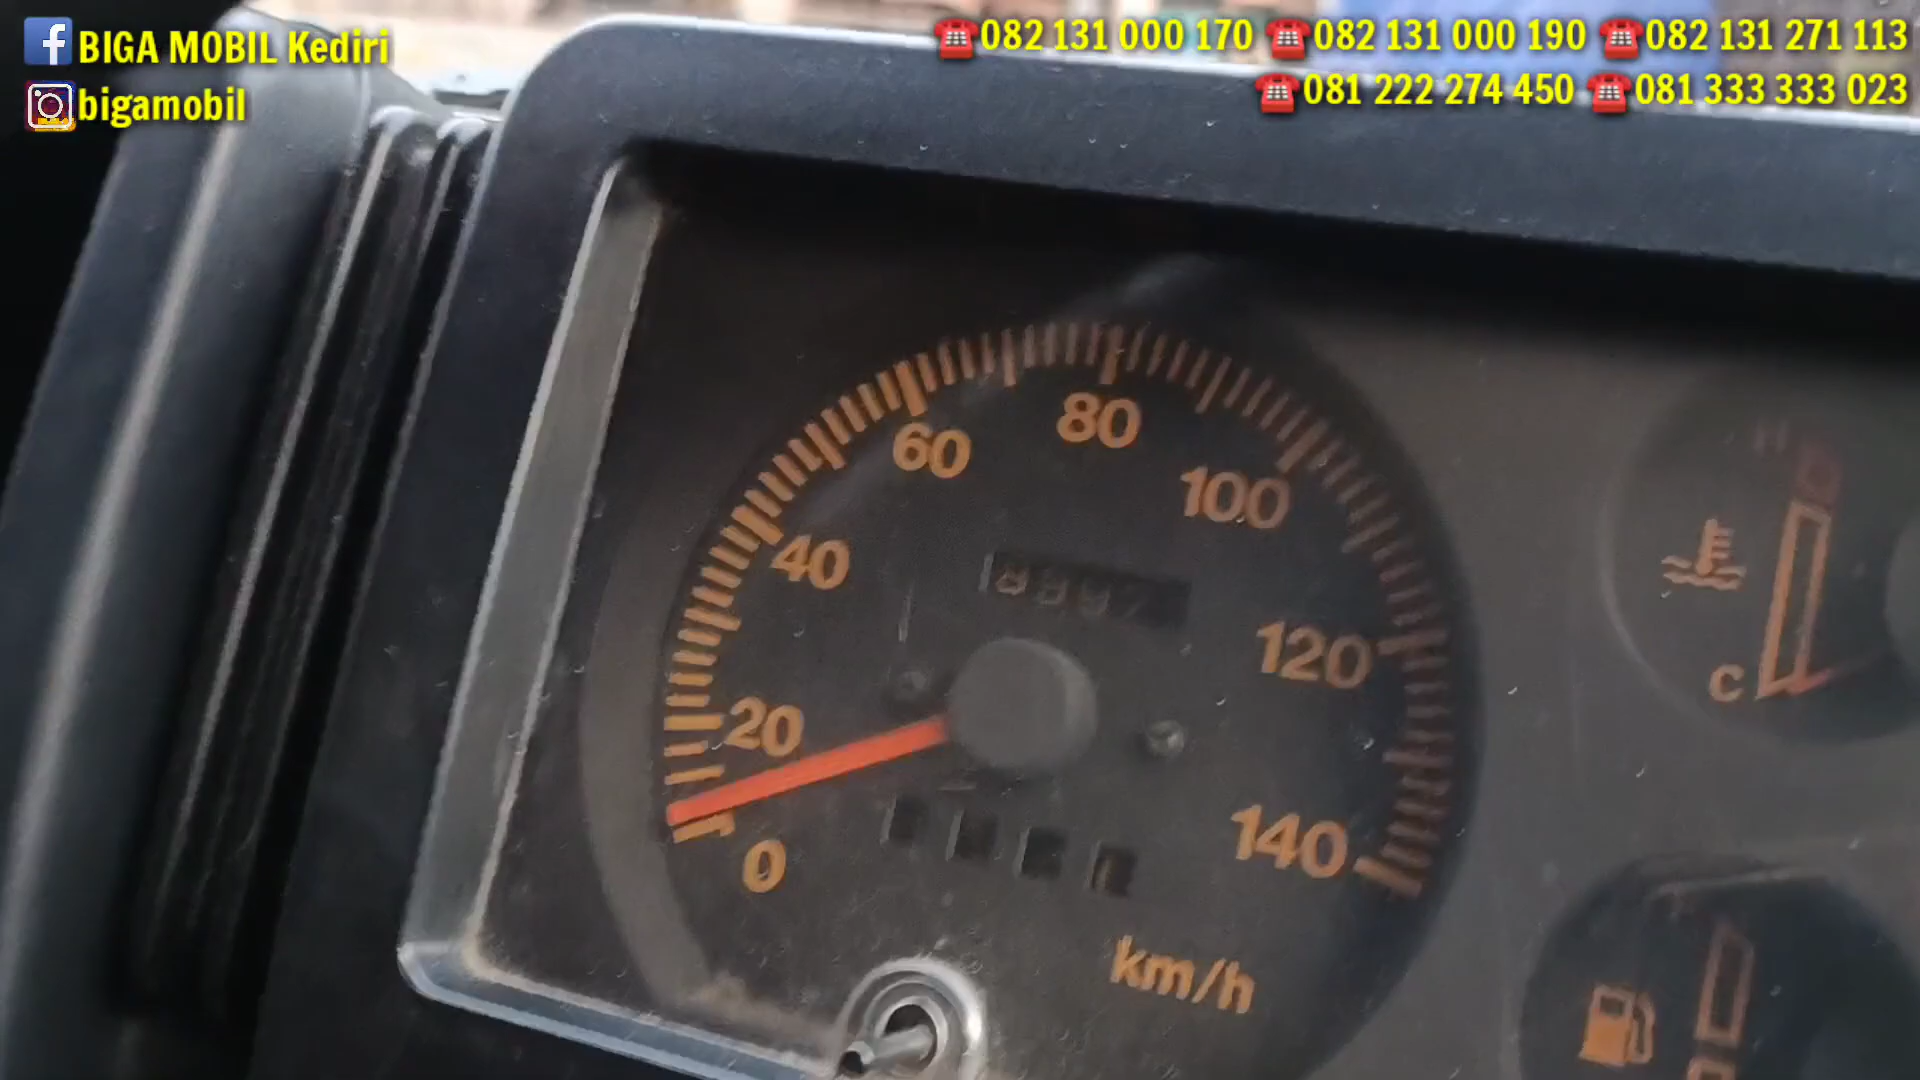 BIGA MOBIL Kediri
bigamobil
☎082 131 000 170 ☎082 131 000 190 ☎082 131 271 113
☎081 222 274 450 ☎081 333 333 023
0
20
40
60
80
100
120
140
km/h
H
C